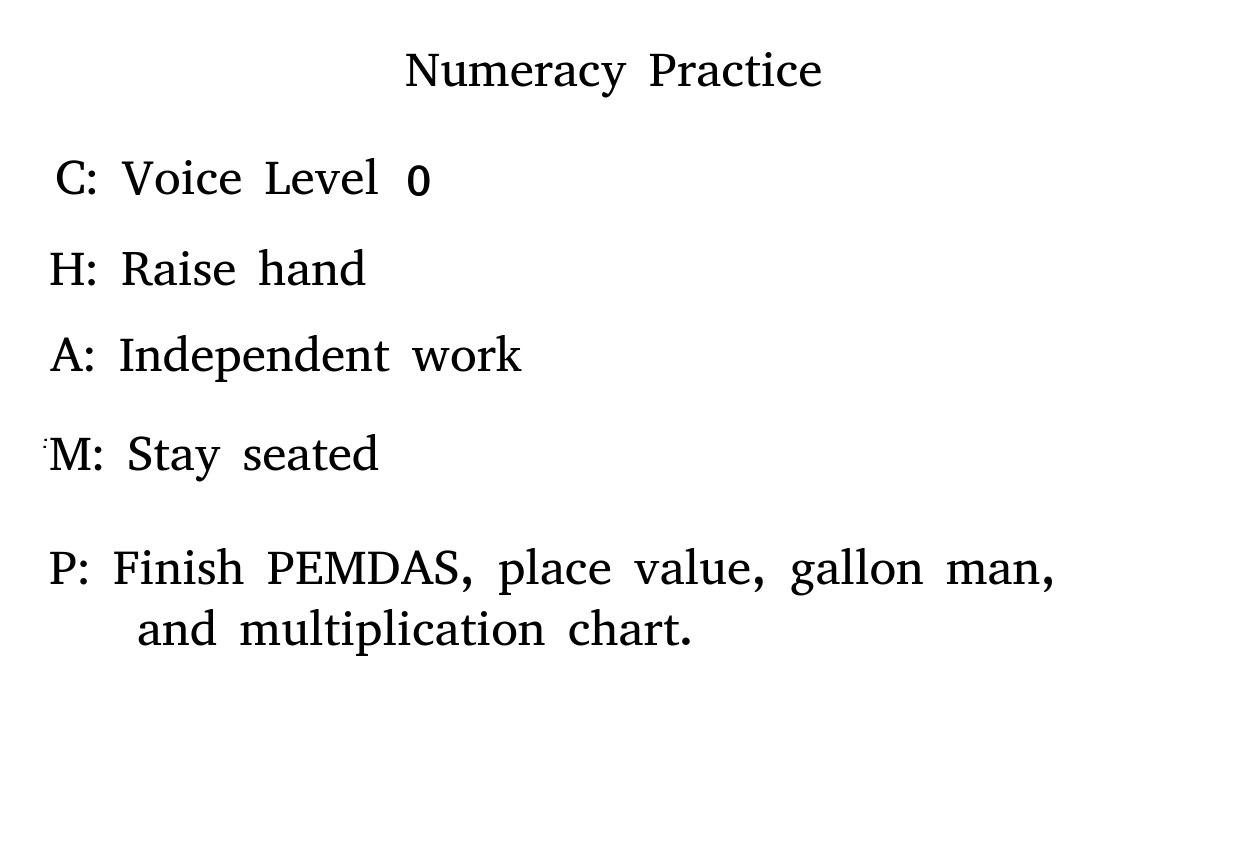 Numeracy Practice
C: Voice Level 0
H: Raise hand
A: Independent work
M: Stay seated
P: Finish PEMDAS, place value, gallon man,
and multiplication chart.